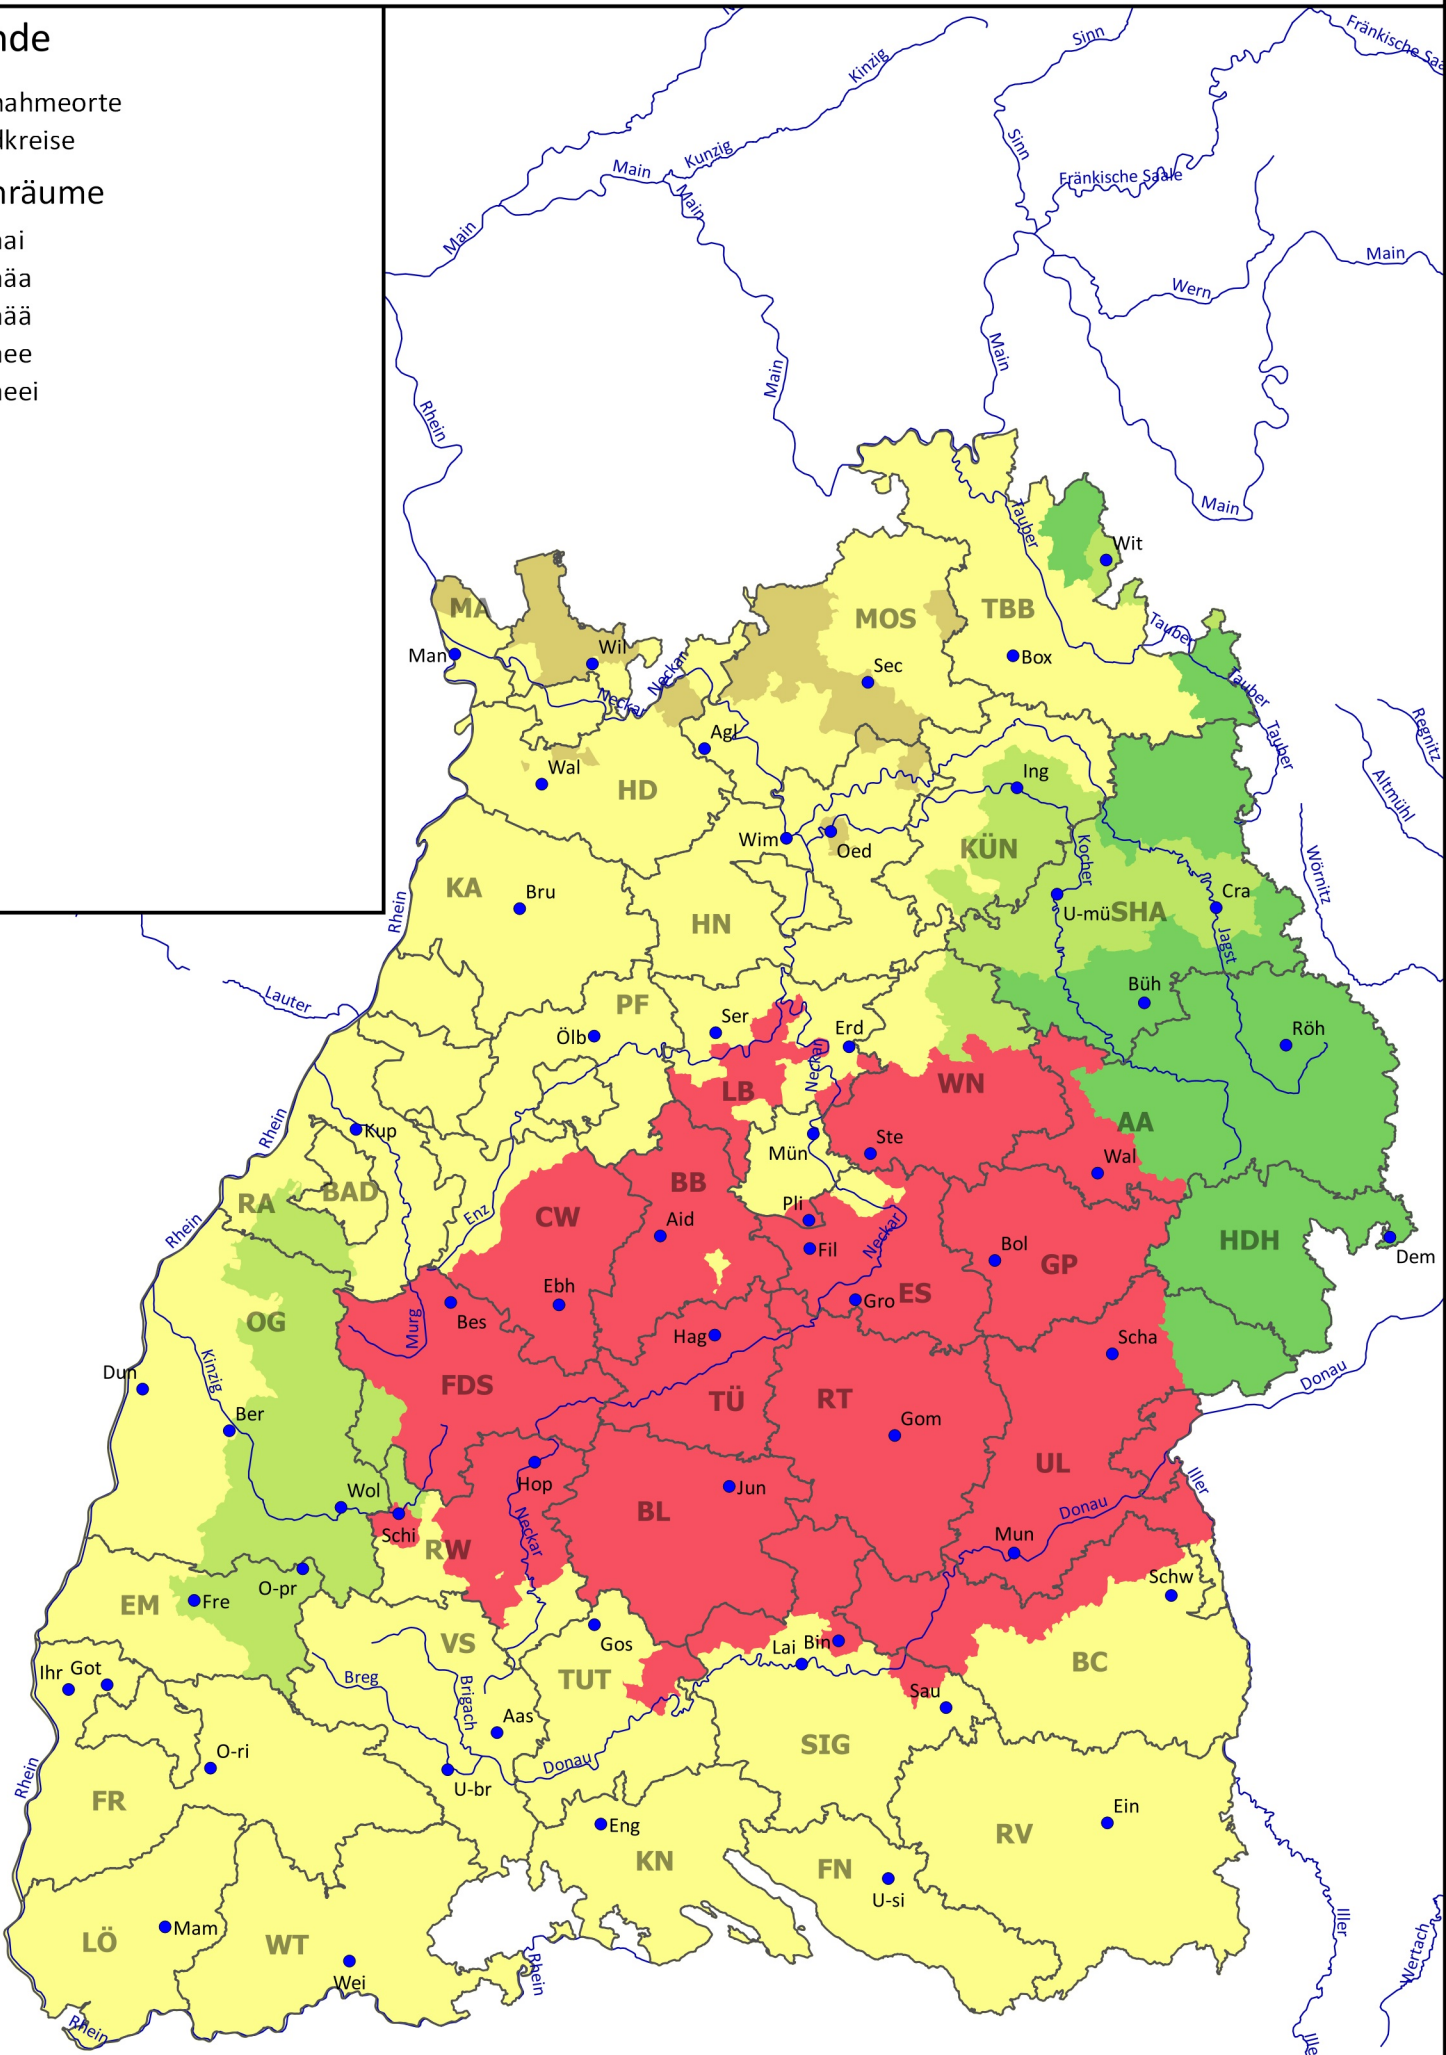 nde
nahmeorte
dkreise
nräume
nai
näa
nää
nee
neei
Kinzig
Sinn
Fränkische Saa
Main
Kunzig
Sinn
Fränkische Saale
Main
Main
Main
Wern
Main
Main
Rhein
Main
Tauber
Wit
MA
Wil
MOS
TBB
Tauber
Man
Sec
Box
Neckar
Neckar
Tauber
Regnitz
Agl
Tauber
Wal
HD
Ing
Altmühl
Wim
Oed
KÜN
Kocher
Wörnitz
KA
Bru
Cra
HN
U-mü
SHA
Rhein
Jagst
Büh
Lauter
PF
Ser
Erd
Röh
Ölb
Neckar
LB
WN
AA
Rhein
Kup
Ste
Mün
Wal
BB
RA
BAD
Pli
CW
Aid
Enz
Rhein
Fil
Neckar
Bol
GP
HDH
Dem
Ebh
ES
OG
Bes
Murg
Gro
Hag
Scha
Kinzig
Dun
FDS
TÜ
RT
Donau
Ber
Gom
UL
Wol
Hop
Jun
Iller
BL
Donau
Schi
Neckar
Mun
RW
O-pr
Schw
EM
Fre
VS
Gos
Lai
Bin
BC
Ihr
Got
Breg
TUT
Brigach
Sau
Aas
SIG
O-ri
Donau
Rhein
U-br
FR
Ein
Eng
RV
KN
FN
U-si
Mam
LÖ
WT
Iller
Wei
Rhein
Wertach
Rhein
Ille